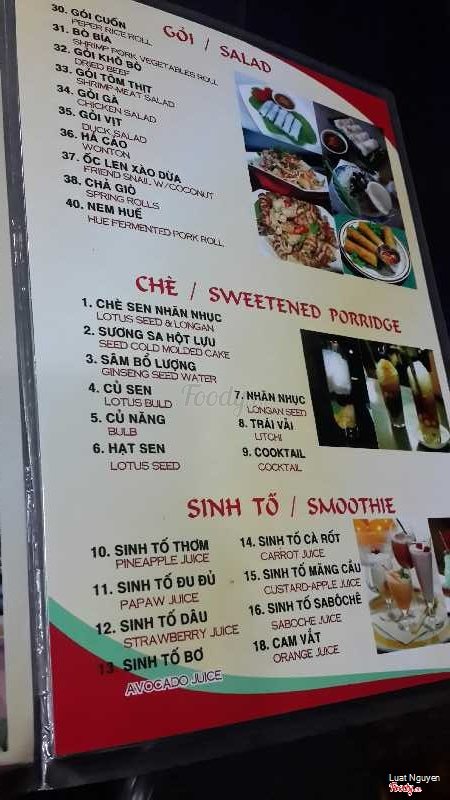 GỎI / SALAD
30. GỎI CUỐN
PEPER RICE ROLL
31. BÒ BÍA
SHRIMP PORK VEGETABLES ROLL
32. GỎI KHÔ BÒ
DRIED BEEF
33. GỎI TÔM THỊT
SHRIMP-MEAT SALAD
34. GỎI GÀ
CHICKEN SALAD
35. GỎI VỊT
DUCK SALAD
36. HÁ CẢO
WONTON
37. ỐC LEN XÀO DỪA
FRIEND SNAIL W/COCONUT
38. CHẢ GIÒ
SPRING ROLLS
40. NEM HUẾ
HUE FERMENTED PORK ROLL
CHÈ / SWEETENED PORRIDGE
1. CHÈ SEN NHÃN NHỤC
LOTUS SEED & LONGAN
2. SƯƠNG SA HỘT LỰU
SEED COLD MOLDED CAKE
3. SÂM BỔ LƯỢNG
GINSENG SEED WATER
4. CỦ SEN
LOTUS BULD
5. CỦ NĂNG
BULB
6. HẠT SEN
LOTUS SEED
7. NHÃN NHỤC
LONGAN SEED
8. TRÁI VẢI
LITCHI
9. COOKTAIL
COCKTAIL
Foody
SINH TỐ / SMOOTHIE
10. SINH TỐ THƠM
PINEAPPLE JUICE
11. SINH TỐ ĐU ĐỦ
PAPAW JUICE
12. SINH TỐ DÂU
STRAWBERRY JUICE
13. SINH TỐ BƠ
AVOCADO JUICE
14. SINH TỐ CÀ RỐT
CARROT JUICE
15. SINH TỐ MÃNG CẦU
CUSTARD-APPLE JUICE
16. SINH TỐ SABÔCHÊ
SABOCHE JUICE
18. CAM VẮT
ORANGE JUICE
Luat Nguyen
Foody.vn